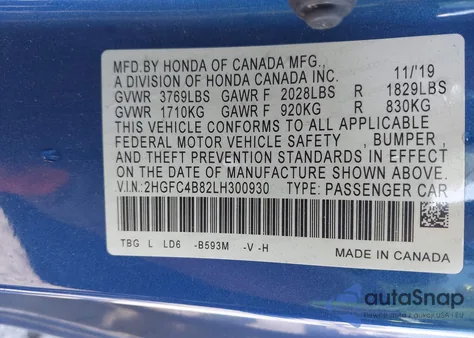 MFD.BY HONDA OF CANADA MFG.,
A DIVISION OF HONDA CANADA INC. 11/'19
GVWR 3769LBS GAWR F 2028LBS R 1829LBS
GVWR 1710KG GAWR F 920KG R 830KG
THIS VEHICLE CONFORMS TO ALL APPLICABLE
FEDERAL MOTOR VEHICLE SAFETY , BUMPER ,
AND THEFT PREVENTION STANDARDS IN EFFECT
ON THE DATE OF MANUFACTURE SHOWN ABOVE.
V.I.N: 2HGFC4B82LH300930 TYPE: PASSENGER CAR
TBG L LD6 -B593M -V -H
MADE IN CANADA
autoSnap